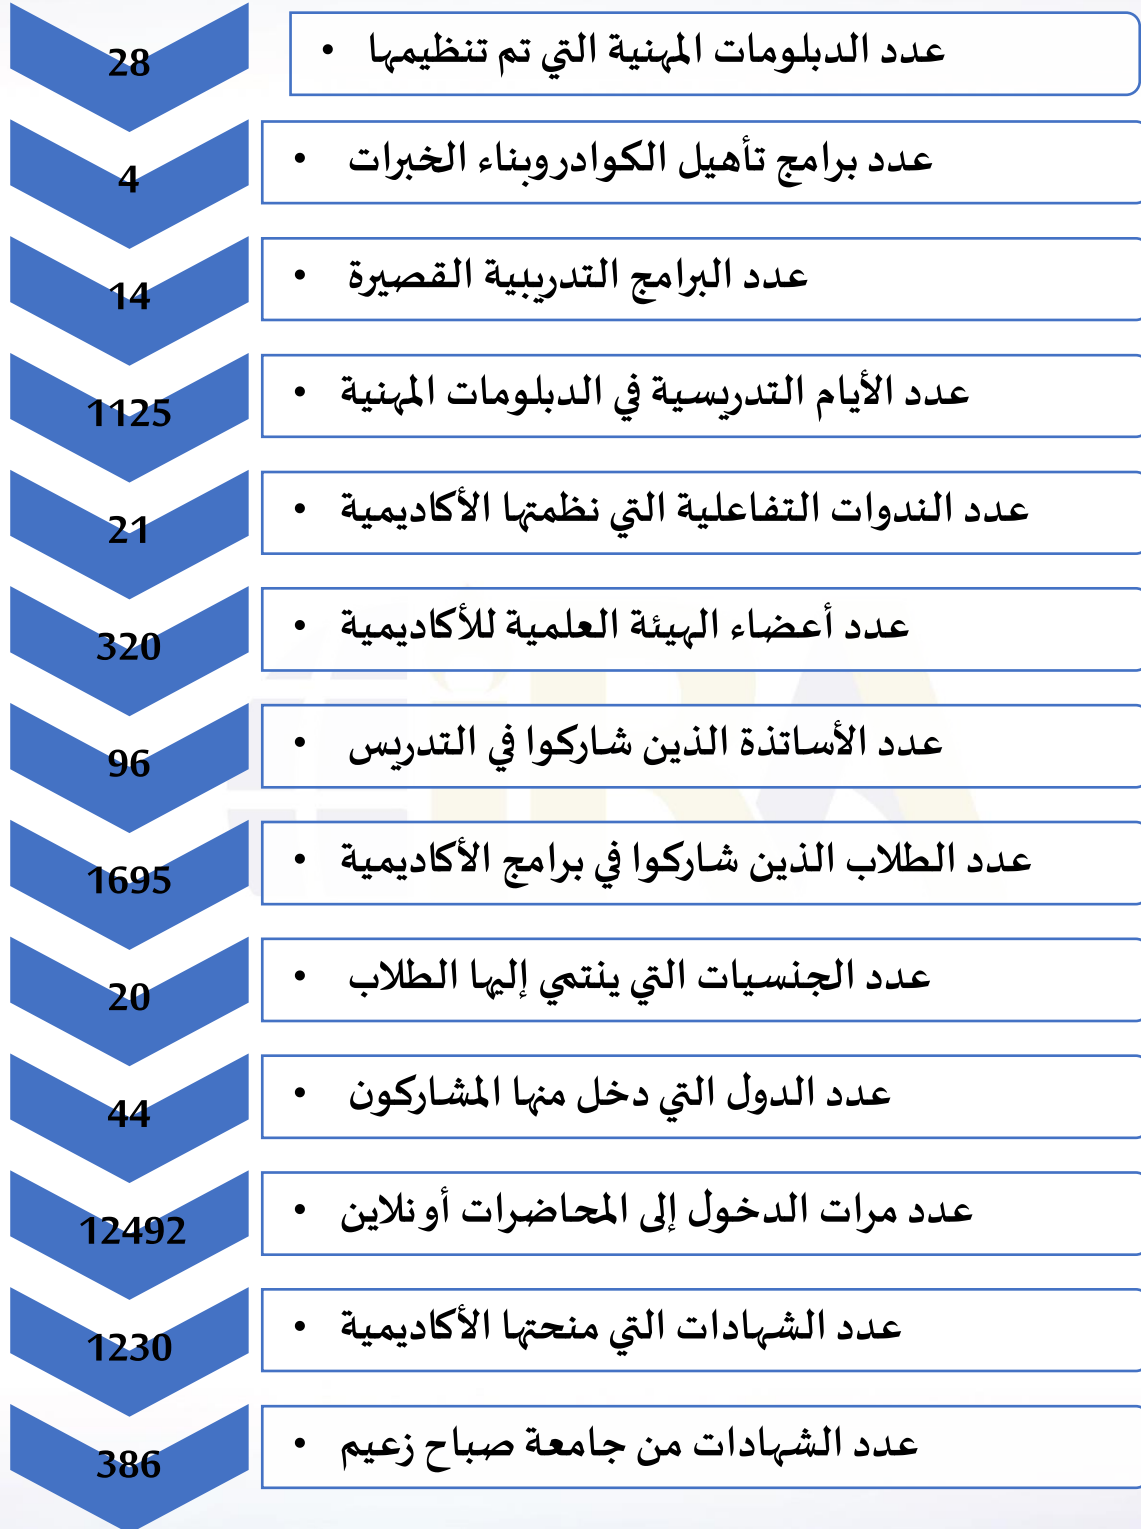 28
عدد الدبلومات المهنية التي تم تنظيمها •
4
عدد برامج تأهيل الكوادر وبناء الخبرات •
14
عدد البرامج التدريبية القصيرة •
1125
عدد الأيام التدريسية في الدبلومات المهنية •
21
عدد الندوات التفاعلية التي نظمتها الأكاديمية •
320
عدد أعضاء الهيئة العلمية للأكاديمية •
96
عدد الأساتذة الذين شاركوا في التدريس •
1695
عدد الطلاب الذين شاركوا في برامج الأكاديمية •
20
عدد الجنسيات التي ينتمي إليها الطلاب •
44
عدد الدول التي دخل منها المشاركون •
12492
عدد مرات الدخول إلى المحاضرات أونلاين •
1230
عدد الشهادات التي منحتها الأكاديمية •
386
عدد الشهادات من جامعة صباح زعيم •